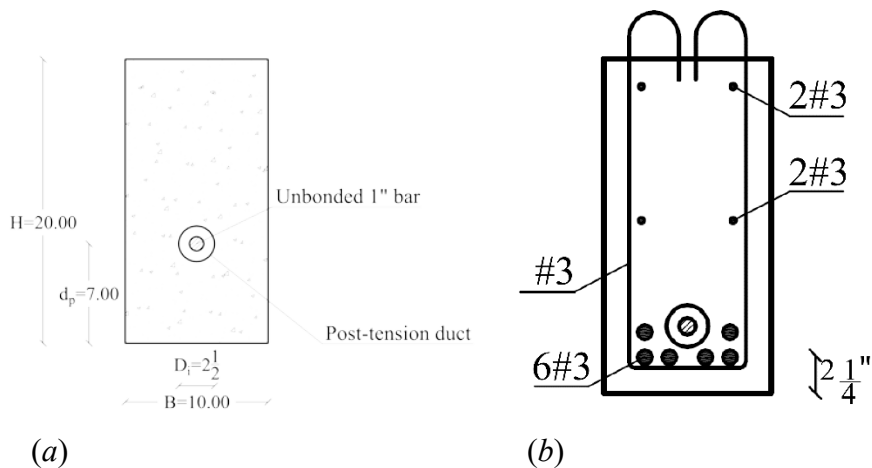 H=20.00
d_p=7.00
Unbonded 1" bar
Post-tension duct
D_i=2 1/2
B=10.00
(a)
2#3
2#3
#3
6#3
2 1/4"
(b)